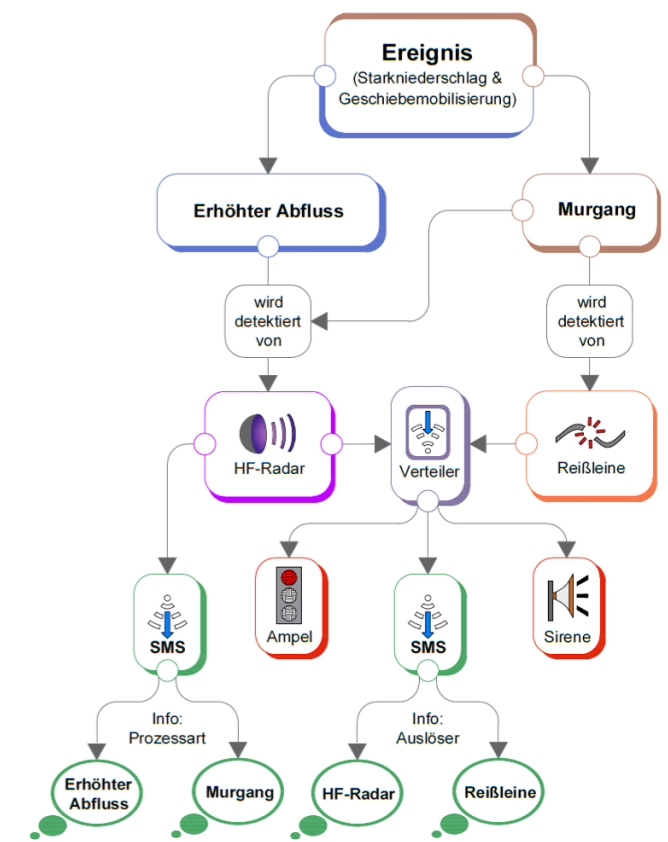 Ereignis
(Starkniederschlag &
Geschiebemobilisierung)
Erhöhter Abfluss
Murgang
wird
detektiert
von
wird
detektiert
von
HF-Radar
Verteiler
Reißleine
SMS
Ampel
SMS
Sirene
Info:
Prozessart
Info:
Auslöser
Erhöhter
Abfluss
Murgang
HF-Radar
Reißleine